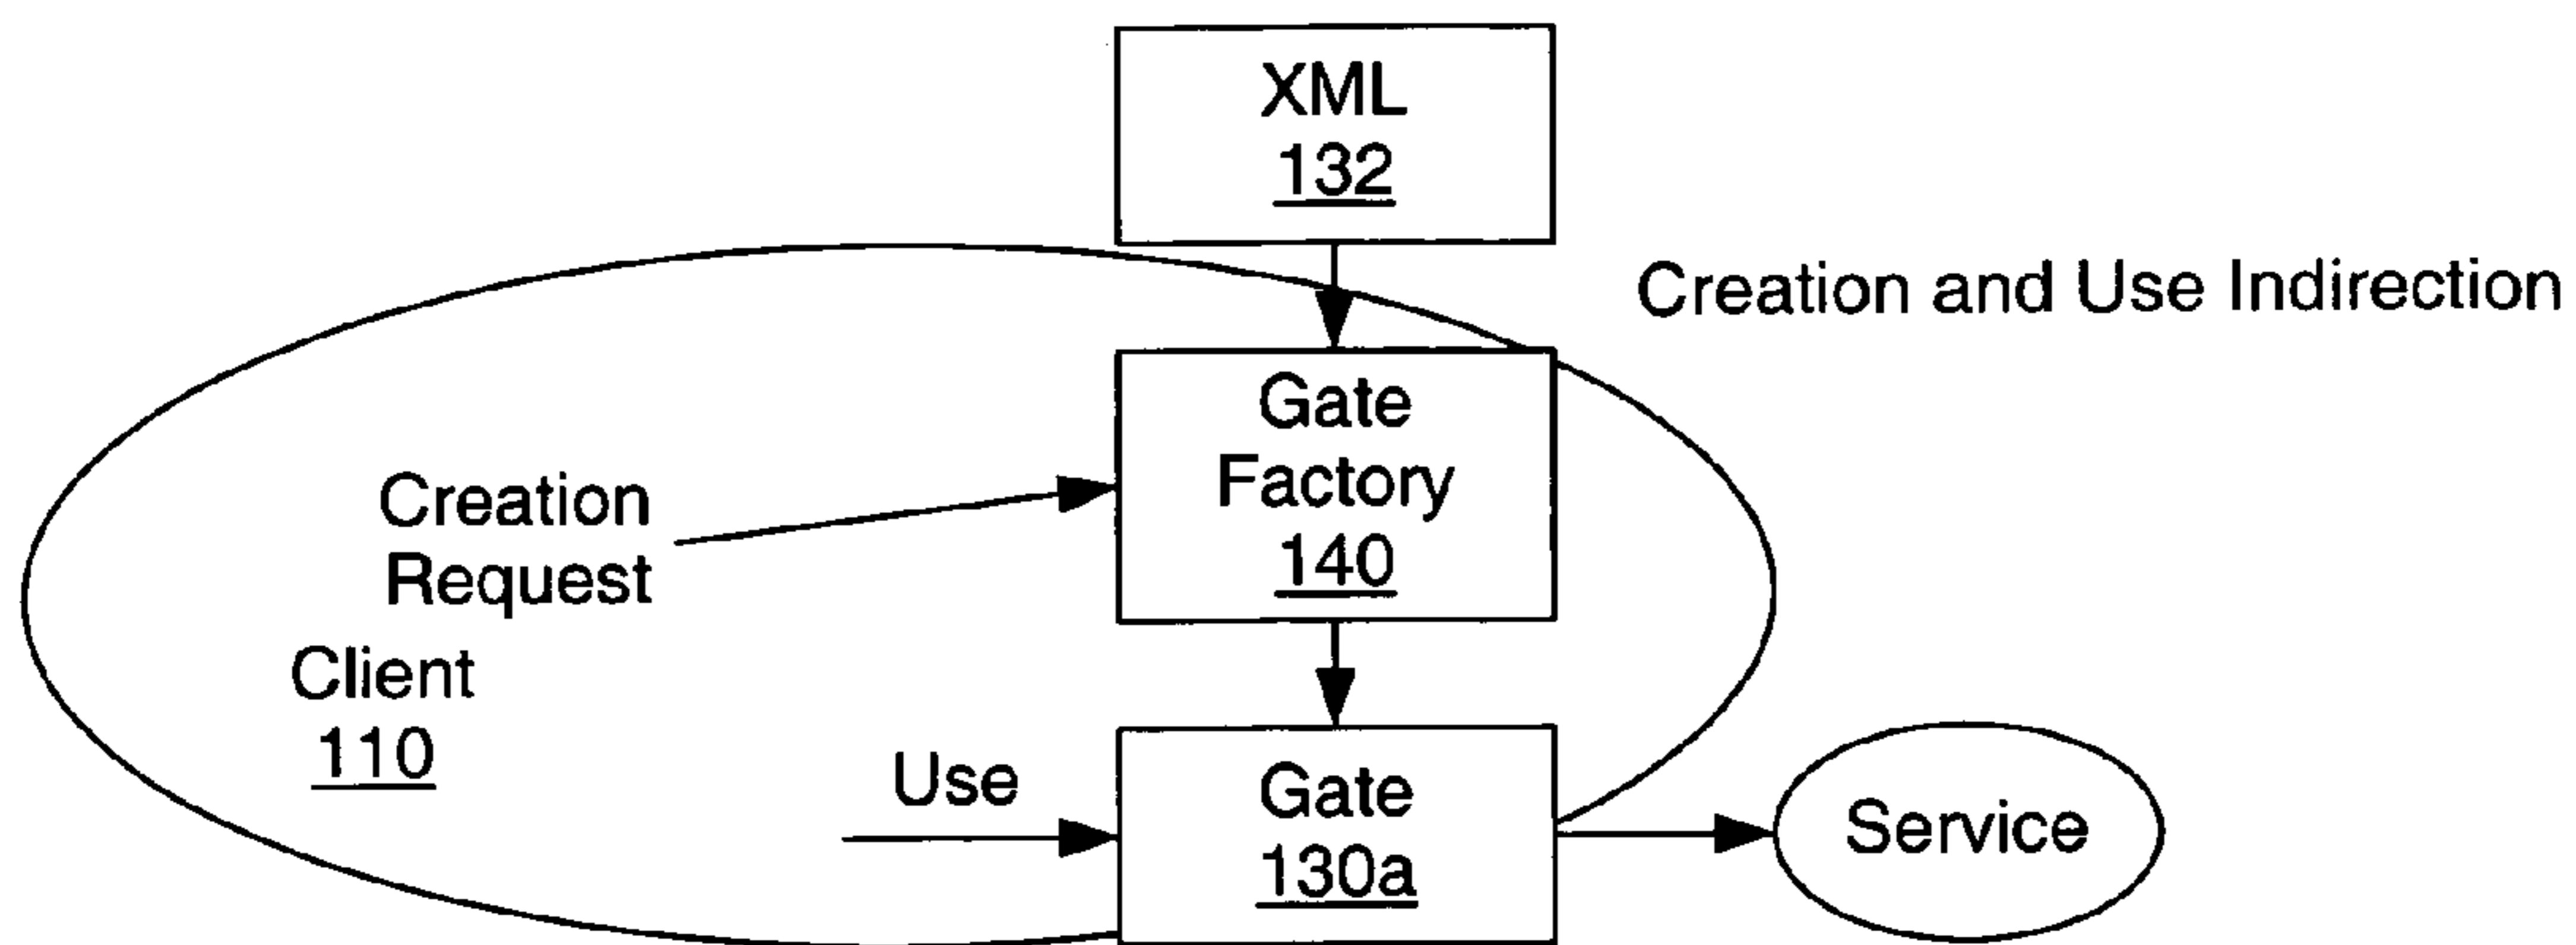 XML
132
Creation and Use Indirection
Gate
Factory
140
Creation
Request
Client
110
Use
Gate
130a
Service